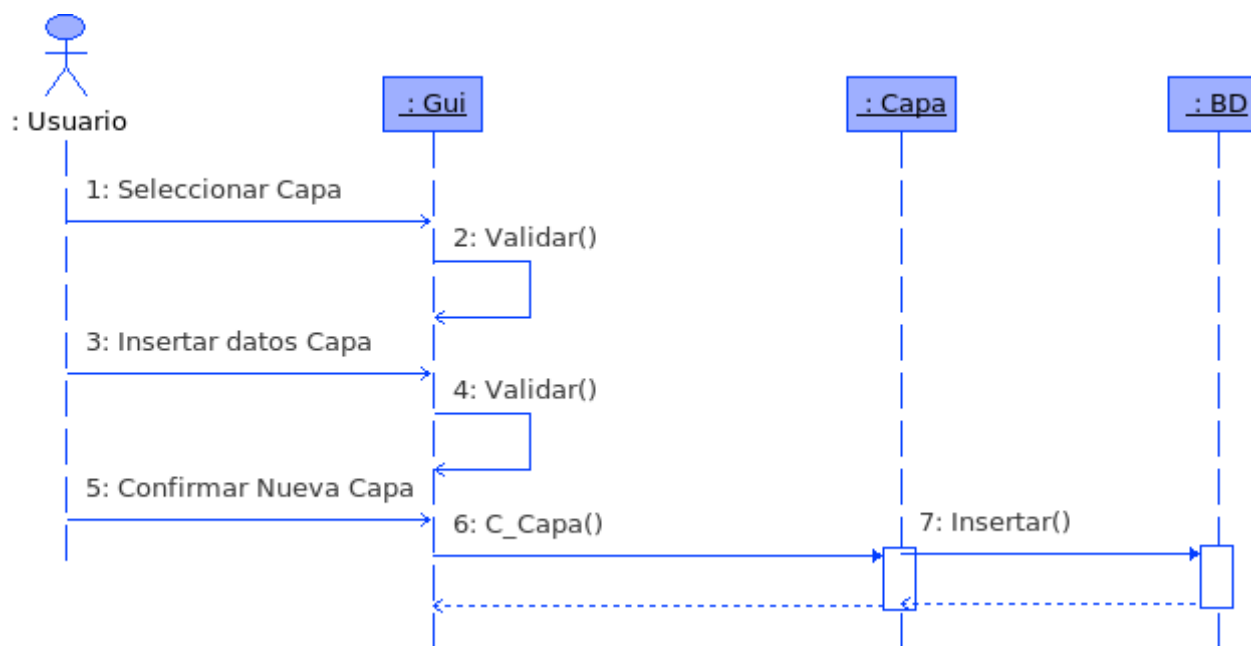 : Usuario
: Gui
: Capa
: BD
1: Seleccionar Capa
2: Validar()
3: Insertar datos Capa
4: Validar()
5: Confirmar Nueva Capa
6: C_Capa()
7: Insertar()